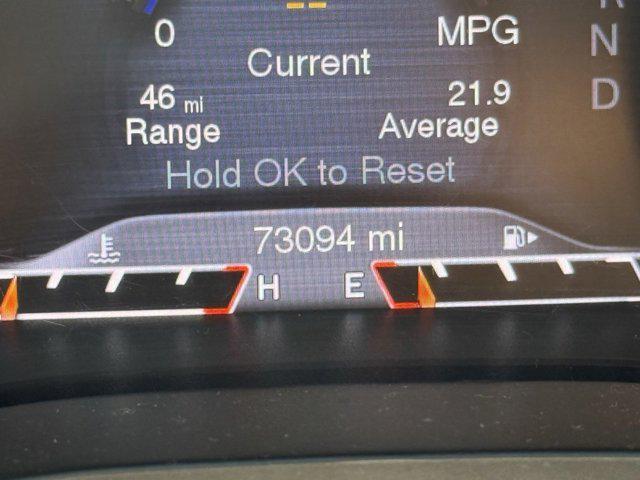 R
0 MPG
N
Current
46 mi 21.9
D
Range Average
Hold OK to Reset
73094 mi
H E